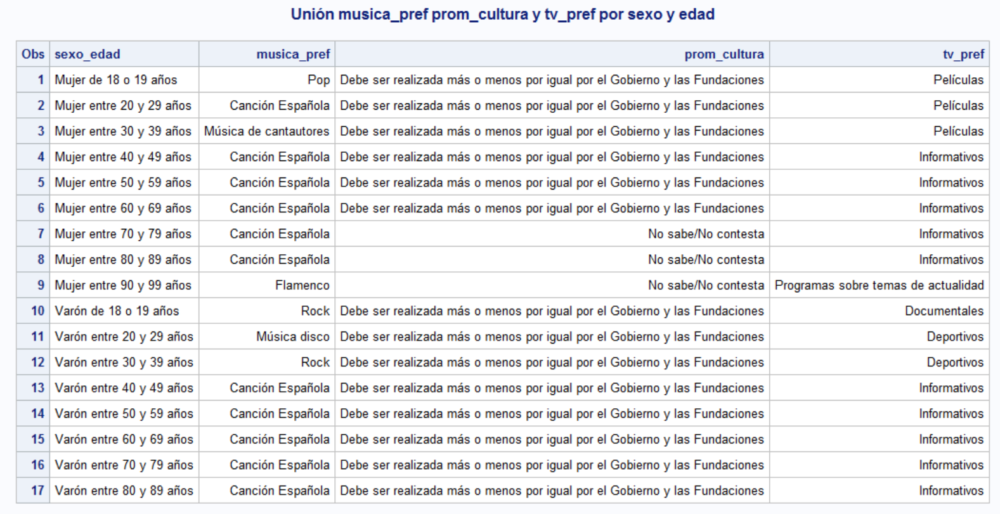 Unión musica_pref prom_cultura y tv_pref por sexo y edad
Obs sexo_edad musica_pref prom_cultura tv_pref
1 Mujer de 18 o 19 años Pop Debe ser realizada más o menos por igual por el Gobierno y las Fundaciones Películas
2 Mujer entre 20 y 29 años Canción Española Debe ser realizada más o menos por igual por el Gobierno y las Fundaciones Películas
3 Mujer entre 30 y 39 años Música de cantautores Debe ser realizada más o menos por igual por el Gobierno y las Fundaciones Películas
4 Mujer entre 40 y 49 años Canción Española Debe ser realizada más o menos por igual por el Gobierno y las Fundaciones Informativos
5 Mujer entre 50 y 59 años Canción Española Debe ser realizada más o menos por igual por el Gobierno y las Fundaciones Informativos
6 Mujer entre 60 y 69 años Canción Española Debe ser realizada más o menos por igual por el Gobierno y las Fundaciones Informativos
7 Mujer entre 70 y 79 años Canción Española No sabe/No contesta Informativos
8 Mujer entre 80 y 89 años Canción Española No sabe/No contesta Informativos
9 Mujer entre 90 y 99 años Flamenco No sabe/No contesta Programas sobre temas de actualidad
10 Varón de 18 o 19 años Rock Debe ser realizada más o menos por igual por el Gobierno y las Fundaciones Documentales
11 Varón entre 20 y 29 años Música disco Debe ser realizada más o menos por igual por el Gobierno y las Fundaciones Deportivos
12 Varón entre 30 y 39 años Rock Debe ser realizada más o menos por igual por el Gobierno y las Fundaciones Deportivos
13 Varón entre 40 y 49 años Canción Española Debe ser realizada más o menos por igual por el Gobierno y las Fundaciones Informativos
14 Varón entre 50 y 59 años Canción Española Debe ser realizada más o menos por igual por el Gobierno y las Fundaciones Informativos
15 Varón entre 60 y 69 años Canción Española Debe ser realizada más o menos por igual por el Gobierno y las Fundaciones Informativos
16 Varón entre 70 y 79 años Canción Española Debe ser realizada más o menos por igual por el Gobierno y las Fundaciones Informativos
17 Varón entre 80 y 89 años Canción Española Debe ser realizada más o menos por igual por el Gobierno y las Fundaciones Informativos